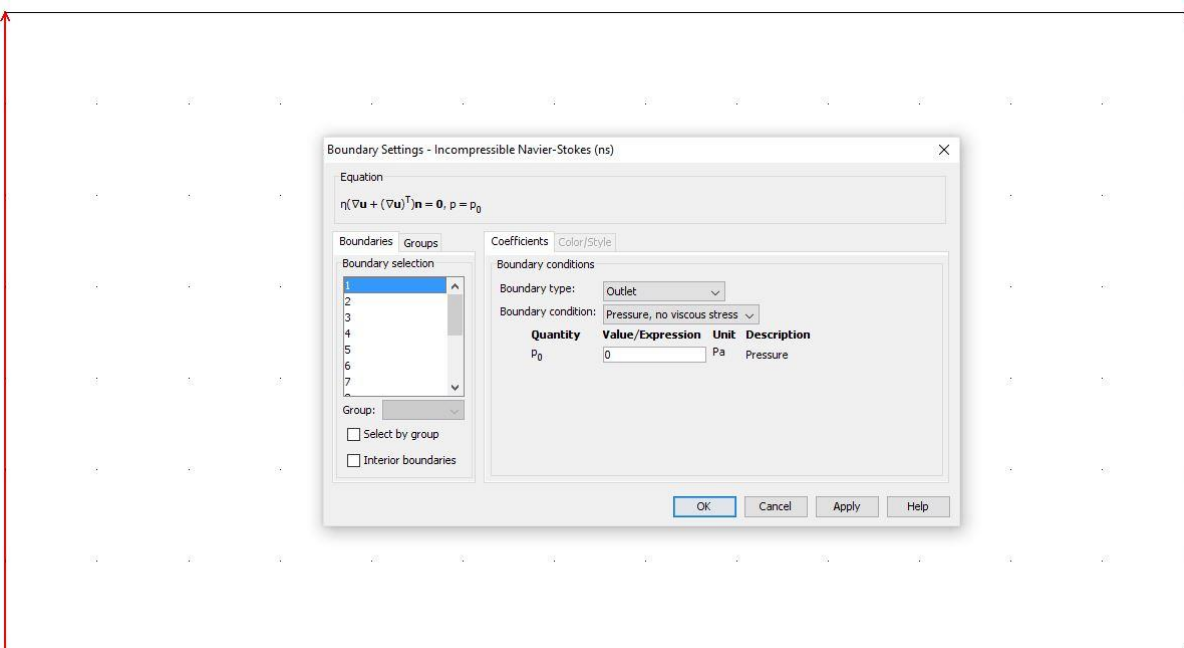 Boundary Settings - Incompressible Navier-Stokes (ns)
Equation
η(∇u + (∇u)ᵀ)n = 0, p = p₀
Boundaries Groups
Boundary selection
1
2
3
4
5
6
7
Group:
Select by group
Interior boundaries
Coefficients Color/Style
Boundary conditions
Boundary type: Outlet
Boundary condition: Pressure, no viscous stress
Quantity Value/Expression Unit Description
p₀ 0 Pa Pressure
OK Cancel Apply Help